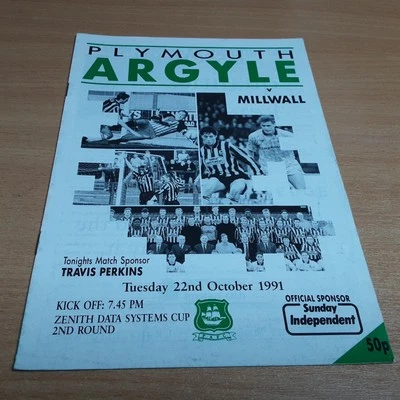 PLYMOUTH
ARGYLE
v
MILLWALL
Tonights Match Sponsor
TRAVIS PERKINS
Tuesday 22nd October 1991
KICK OFF: 7.45 PM
ZENITH DATA SYSTEMS CUP
2ND ROUND
OFFICIAL SPONSOR
Sunday
Independent
50p